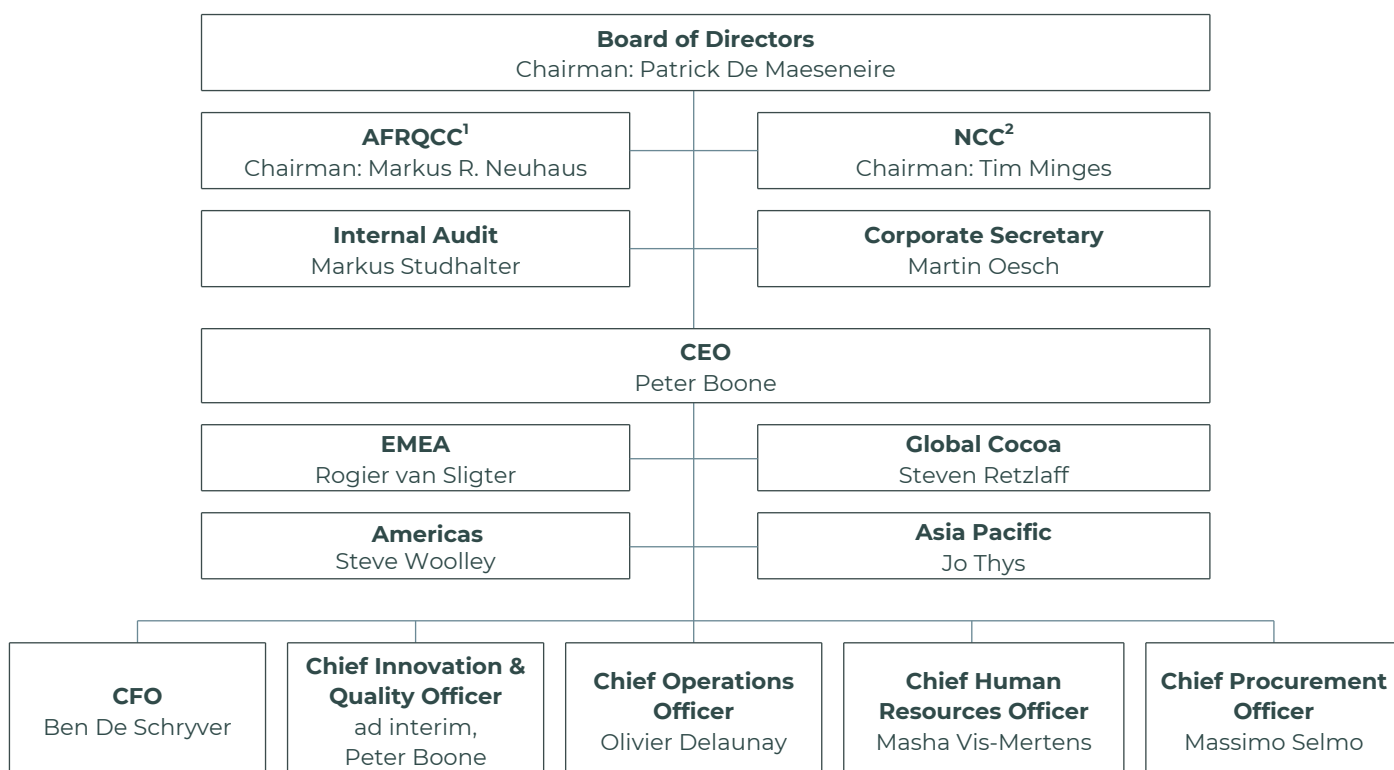 Board of Directors
Chairman: Patrick De Maeseneire
AFRQCC¹
Chairman: Markus R. Neuhaus
NCC²
Chairman: Tim Minges
Internal Audit
Markus Studhalter
Corporate Secretary
Martin Oesch
CEO
Peter Boone
EMEA
Rogier van Sligter
Global Cocoa
Steven Retzlaff
Americas
Steve Woolley
Asia Pacific
Jo Thys
CFO
Ben De Schryver
Chief Innovation &
Quality Officer
ad interim,
Peter Boone
Chief Operations
Officer
Olivier Delaunay
Chief Human
Resources Officer
Masha Vis-Mertens
Chief Procurement
Officer
Massimo Selmo